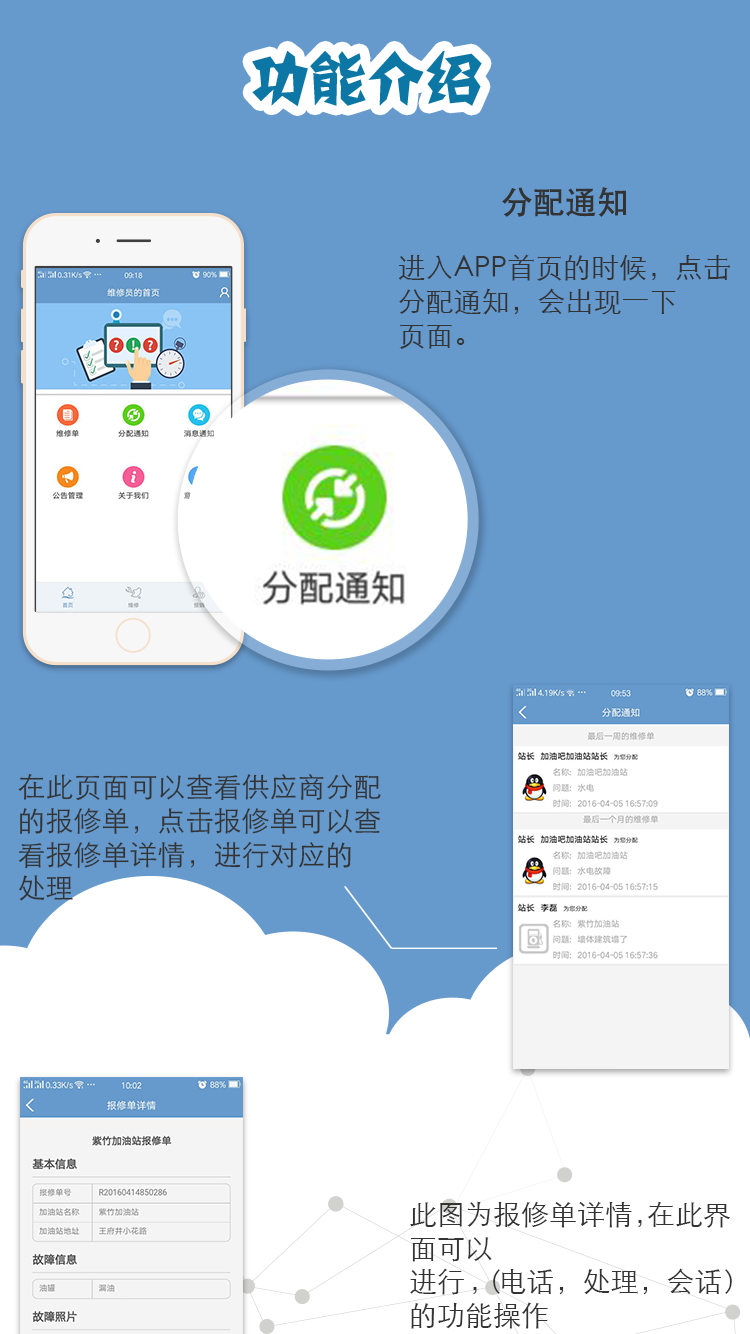 功能介绍
分配通知
进入APP首页的时候，点击
分配通知，会出现一下
页面。
0.31K/s
09:18
90%
维修员的首页
维修单
分配通知
消息通知
公告管理
关于我们
首页
维修
分配通知
4.19K/s
09:53
88%
分配通知
最后一周的维修单
站长 加油吧加油站站长 为您分配
名称: 加油吧加油站
问题: 水电
时间: 2016-04-05 16:57:09
最后一个月的维修单
站长 加油吧加油站站长 为您分配
名称: 加油吧加油站
问题: 水电故障
时间: 2016-04-05 16:57:15
站长 李磊 为您分配
名称: 紫竹加油站
问题: 墙体建筑塌了
时间: 2016-04-05 16:57:36
在此页面可以查看供应商分配
的报修单，点击报修单可以查
看报修单详情，进行对应的
处理
0.33K/s
10:02
88%
报修单详情
紫竹加油站报修单
基本信息
报修单号 R20160414850286
加油站名称 紫竹加油站
加油站地址 王府井小花路
故障信息
油罐 漏油
故障照片
此图为报修单详情,在此界
面可以
进行，(电话，处理，会话)
的功能操作